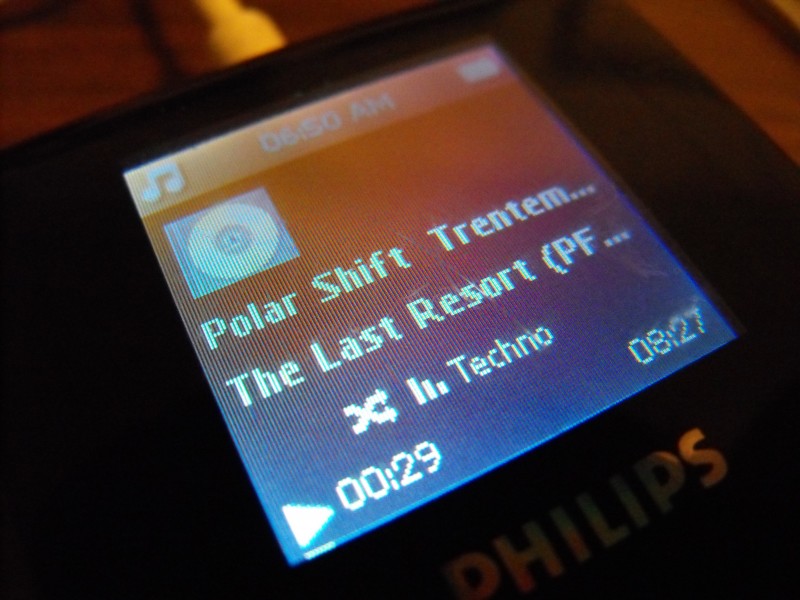 06:50 AM
Polar Shift Trentem...
The Last Resort (PF...
Techno
08:27
00:29
PHILIPS